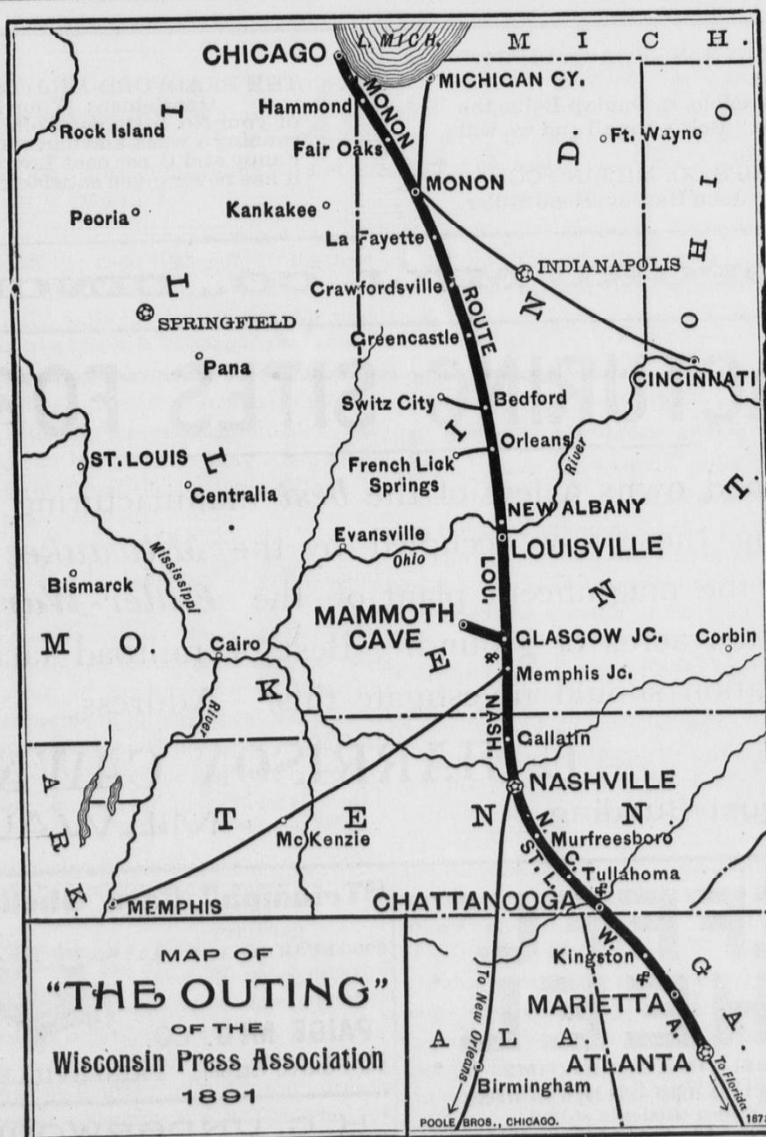 L. MICH.
M I C H.
CHICAGO
MICHIGAN CY.
MONON
Hammond
Rock Island
Fair Oaks
Ft. Wayno
I L L.
I N D.
O H I O
MONON
Peoria
Kankakee
La Fayette
INDIANAPOLIS
Crawfordsville
ROUTE
SPRINGFIELD
Greencastle
Pana
CINCINNATI
Switz City
Bedford
Orleans
River
ST. LOUIS
French Lick
Springs
Centralia
NEW ALBANY
Evansville
Ohio
LOUISVILLE
Mississippi
Bismarck
LOU.
MAMMOTH
CAVE
GLASGOW JC.
Corbin
M O.
Cairo
K E N T.
&
Memphis Jc.
River
NASH.
Gallatin
NASHVILLE
A R K.
T E N N
Mc Kenzie
N. C.
Murfreesboro
ST. L.
Tullahoma
&
MEMPHIS
CHATTANOOGA
W.
Kingston
&
G A
MARIETTA
A.
To New Orleans
A L A.
ATLANTA
To Florida
Birmingham
MAP OF
"THE OUTING"
OF THE
Wisconsin Press Association
1891
POOLE BROS., CHICAGO.